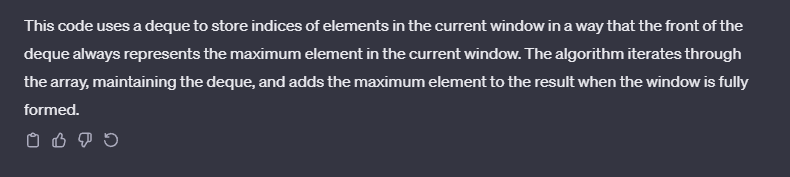 This code uses a deque to store indices of elements in the current window in a way that the front of the
deque always represents the maximum element in the current window. The algorithm iterates through
the array, maintaining the deque, and adds the maximum element to the result when the window is fully
formed.